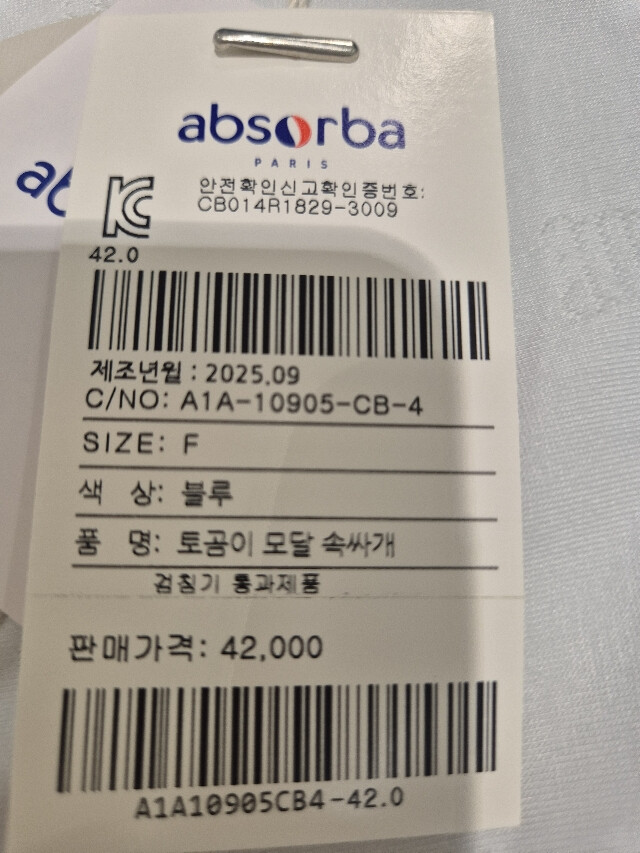 absorba
PARIS
안전확인신고확인증번호:
CB014R1829-3009
42.0
제조년월 : 2025.09
C/NO: A1A-10905-CB-4
SIZE: F
색 상: 블루
품 명: 토곰이 모달 속싸개
검침기 통과제품
판매가격: 42,000
A1A10905CB4-42.0